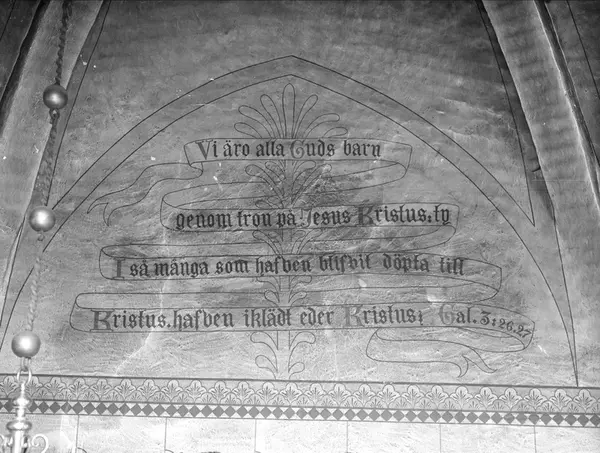 Vi äro alla Guds barn
genom tron på Jesus Kristus: ty
I så många som hafven blifvit döpta till
Kristus, hafven iklädt eder Kristus; Gal. 3: 26, 27